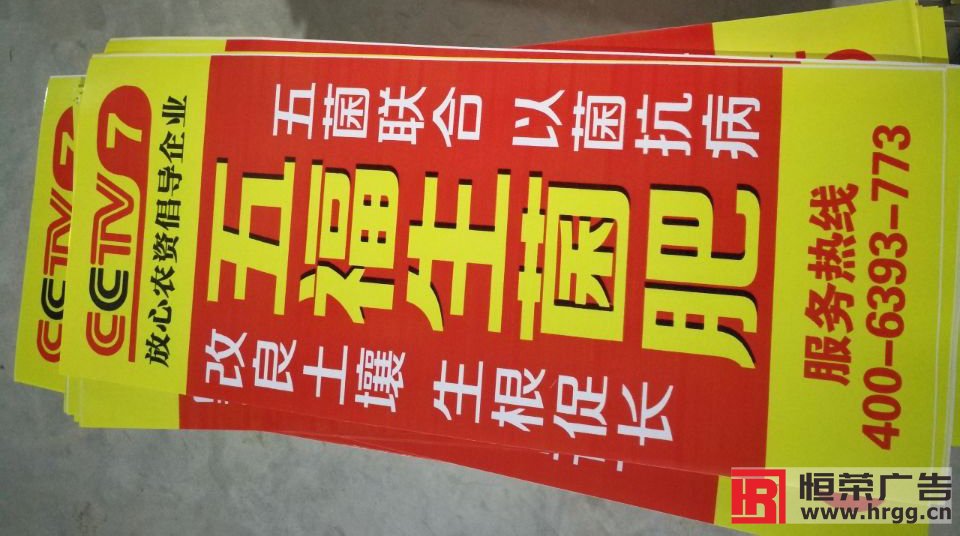 CCTV 7
放心农资倡导企业
五菌联合 以菌抗病
五福生菌肥
改良土壤 生根促长
服务热线
400-6393-773
CCTV 7
恒荣广告
www.hrgg.cn